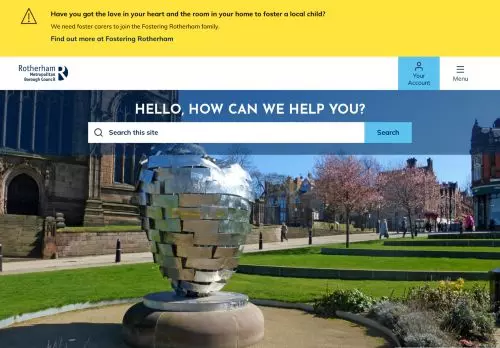 Have you got the love in your heart and the room in your home to foster a local child?
We need foster carers to join the Fostering Rotherham family.
Find out more at Fostering Rotherham
Rotherham
Metropolitan
Borough Council
Your
Account
Menu
HELLO, HOW CAN WE HELP YOU?
Search this site
Search